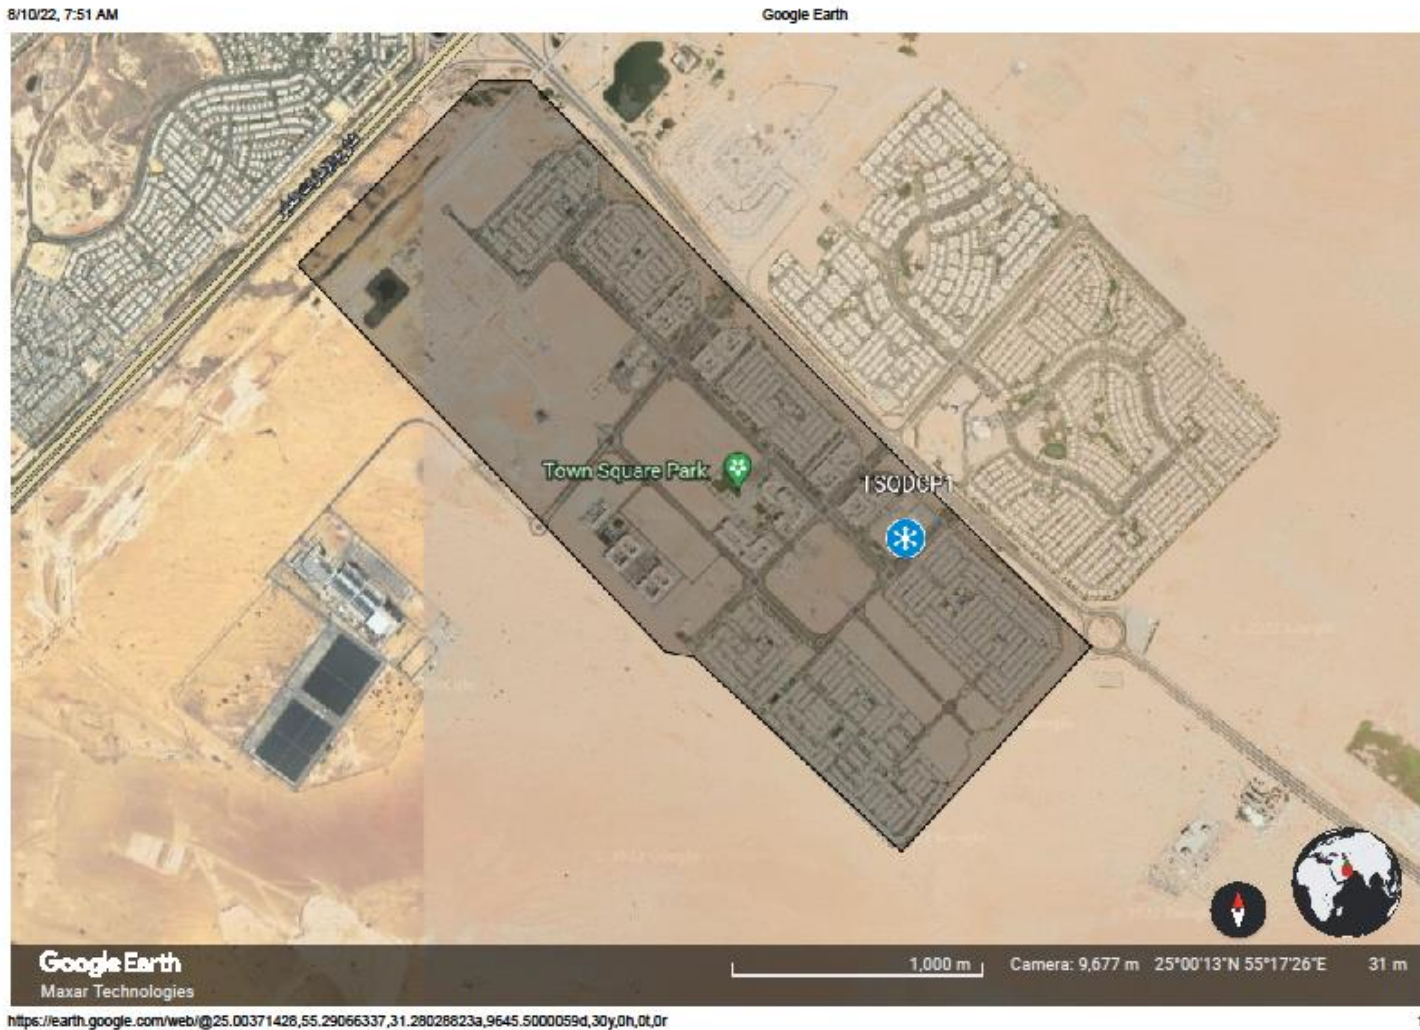 8/10/22, 7:51 AM
Google Earth
Town Square Park
TSQDCP1
Google Earth
1,000 m
Camera: 9,677 m 25°00'13"N 55°17'26"E 31 m
Maxar Technologies
https://earth.google.com/web/@25.00371428,55.29066337,31.28028823a,9645.5000059d,30y,0h,0t,0r